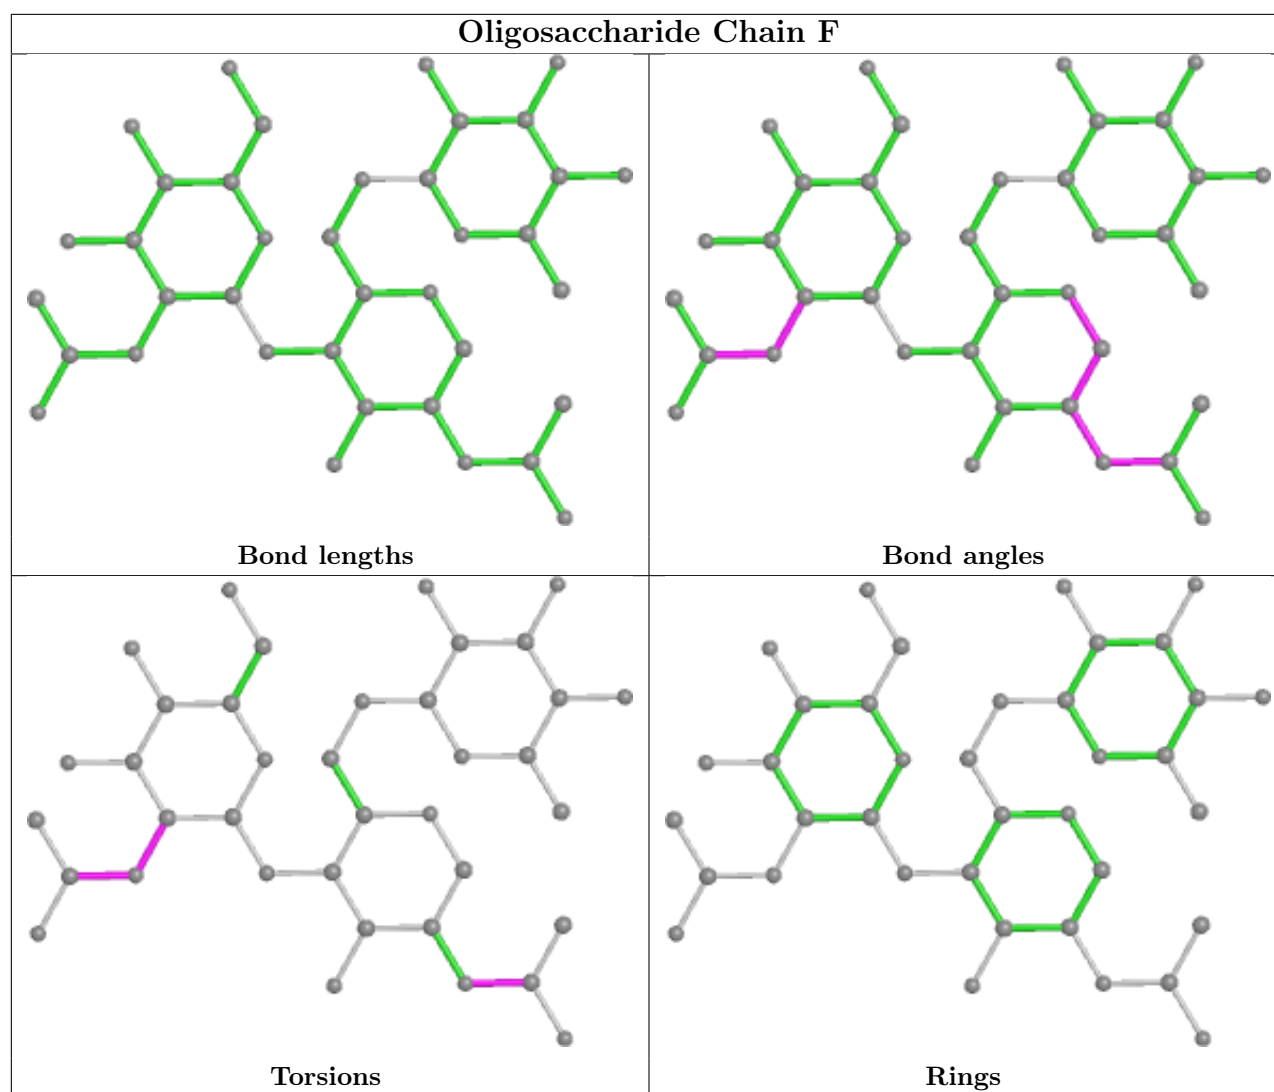 Oligosaccharide Chain F
Bond lengths
Bond angles
Torsions
Rings